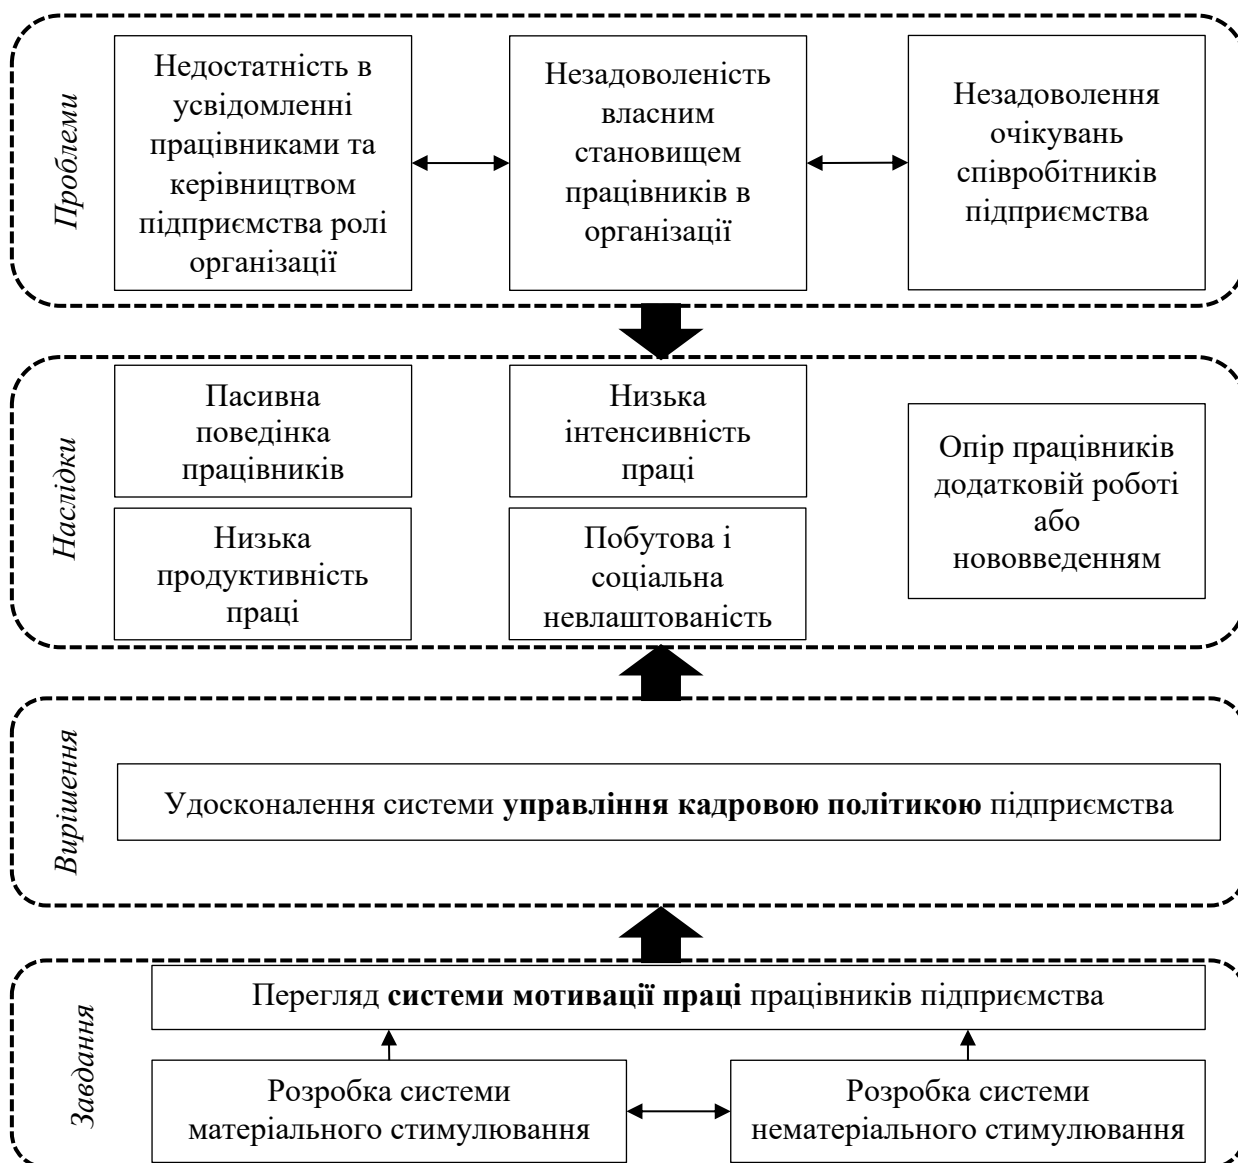 Проблеми
Недостатність в
усвідомленні
працівниками та
керівництвом
підприємства ролі
організації
Незадоволеність
власним
становищем
працівників в
організації
Незадоволення
очікувань
співробітників
підприємства
Наслідки
Пасивна
поведінка
працівників
Низька
інтенсивність
праці
Опір працівників
додатковій роботі
або
нововведенням
Низька
продуктивність
праці
Побутова і
соціальна
невлаштованість
Вирішення
Удосконалення системи управління кадровою політикою підприємства
Завдання
Перегляд системи мотивації праці працівників підприємства
Розробка системи
матеріального стимулювання
Розробка системи
нематеріального стимулювання